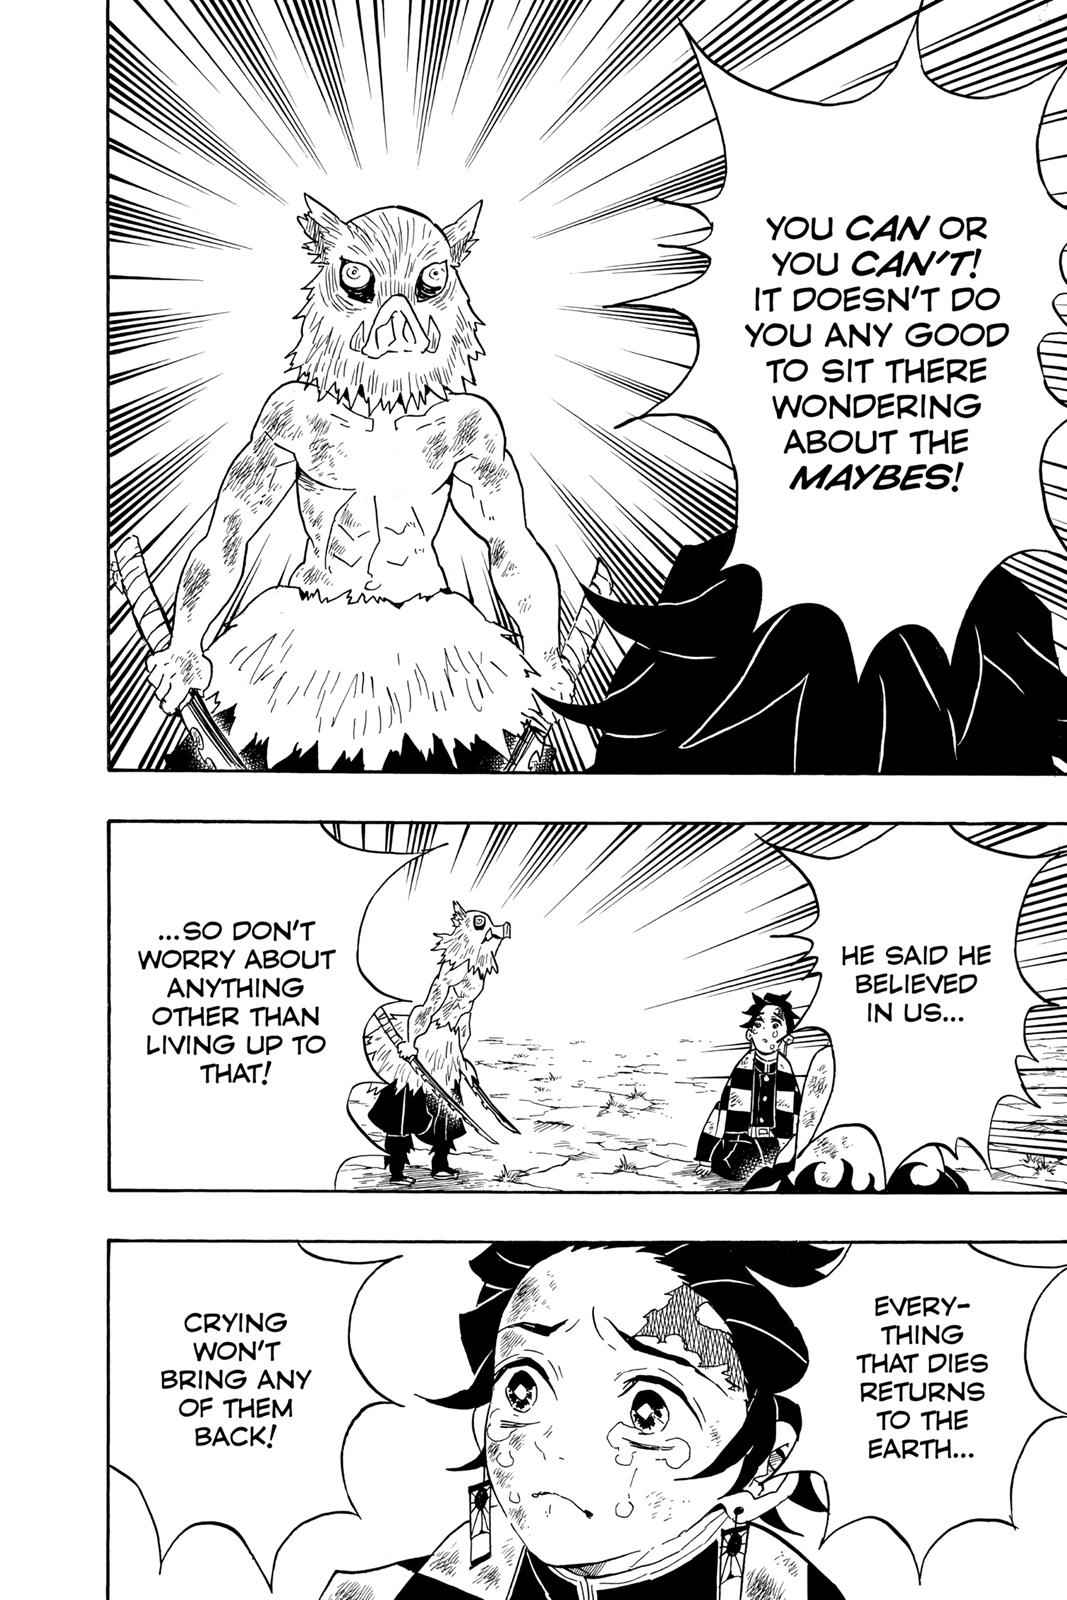 YOU CAN OR
YOU CAN'T!
IT DOESN'T DO
YOU ANY GOOD
TO SIT THERE
WONDERING
ABOUT THE
MAYBES!
HE SAID HE
BELIEVED
IN US...
...SO DON'T
WORRY ABOUT
ANYTHING
OTHER THAN
LIVING UP TO
THAT!
EVERY-
THING
THAT DIES
RETURNS
TO THE
EARTH...
CRYING
WON'T
BRING ANY
OF THEM
BACK!